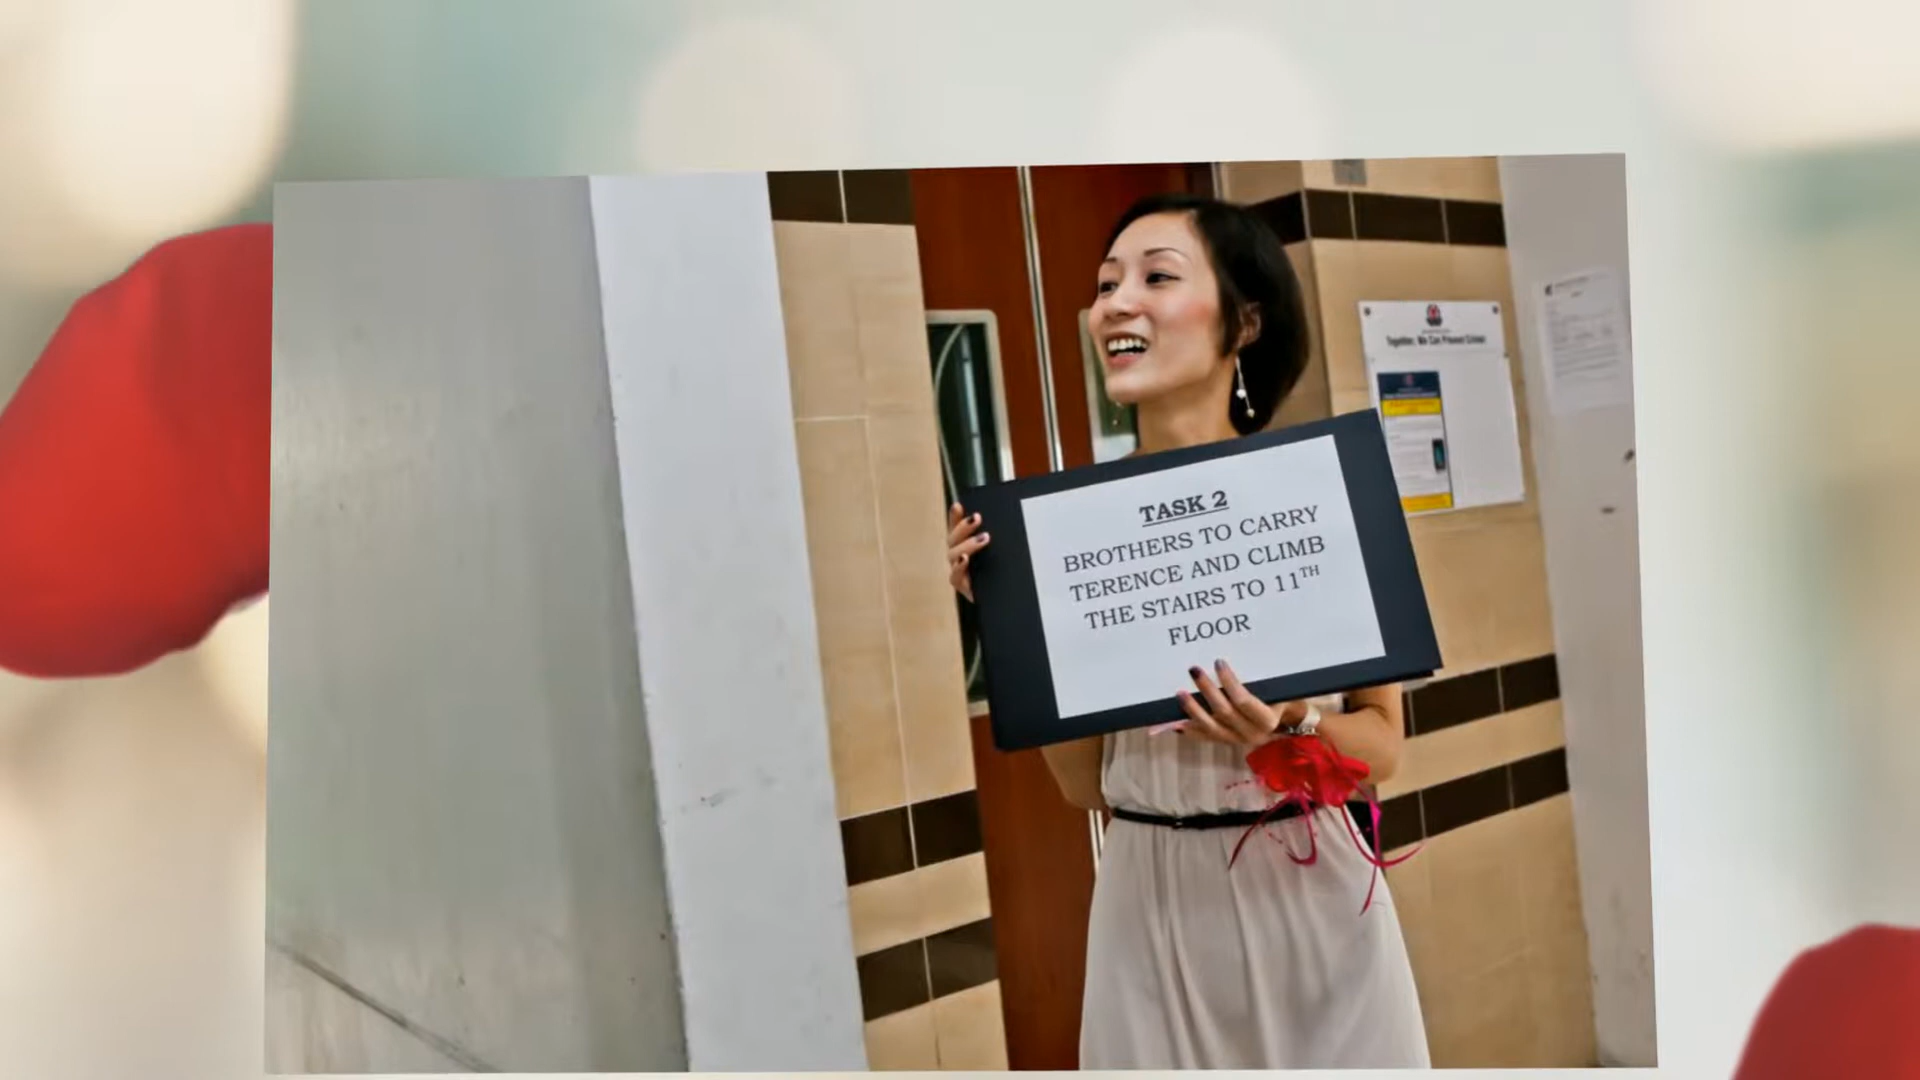 TASK 2
BROTHERS TO CARRY
TERENCE AND CLIMB
THE STAIRS TO 11TH
FLOOR
Together, We Can Prevent Crime